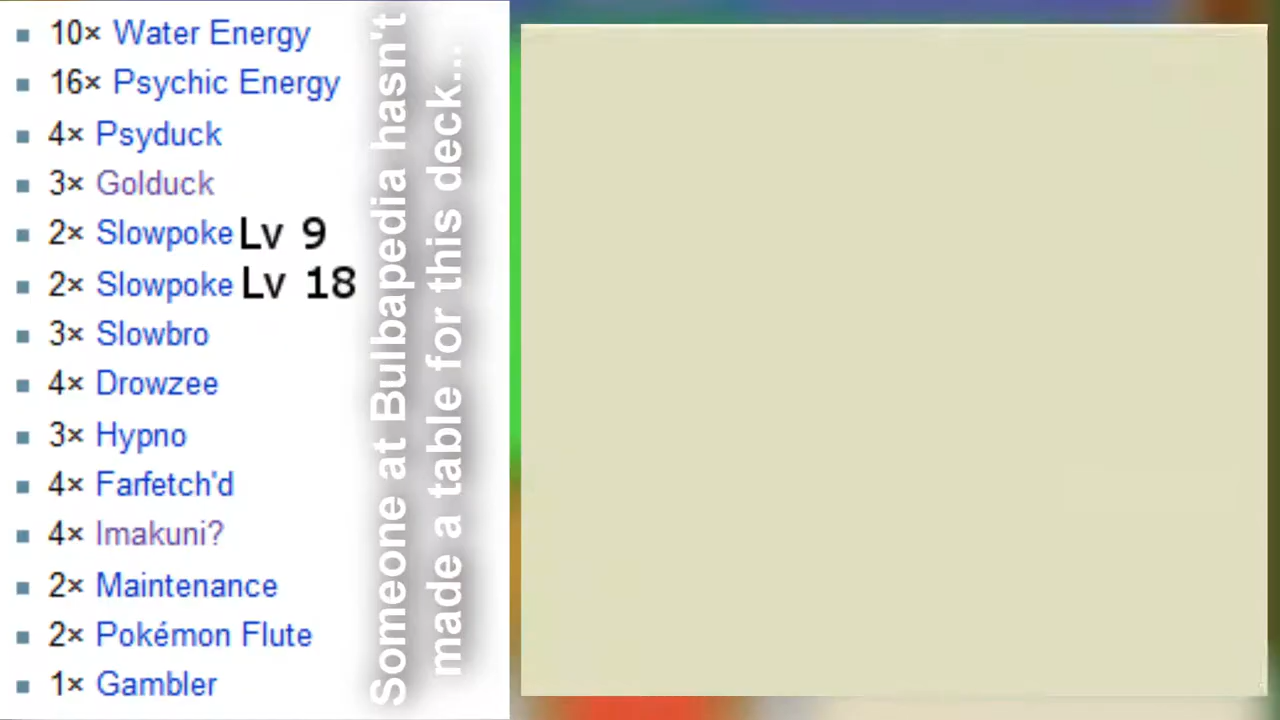 10× Water Energy
16× Psychic Energy
4× Psyduck
3× Golduck
2× Slowpoke Lv 9
2× Slowpoke Lv 18
3× Slowbro
4× Drowzee
3× Hypno
4× Farfetch'd
4× Imakuni?
2× Maintenance
2× Pokémon Flute
1× Gambler
Someone at Bulbapedia hasn't
made a table for this deck...